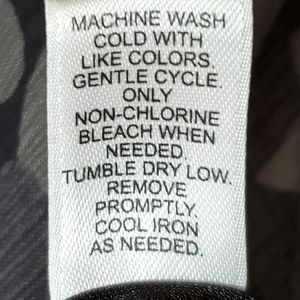 MACHINE WASH
COLD WITH
LIKE COLORS.
GENTLE CYCLE.
ONLY
NON-CHLORINE
BLEACH WHEN
NEEDED.
TUMBLE DRY LOW.
REMOVE
PROMPTLY.
COOL IRON
AS NEEDED.